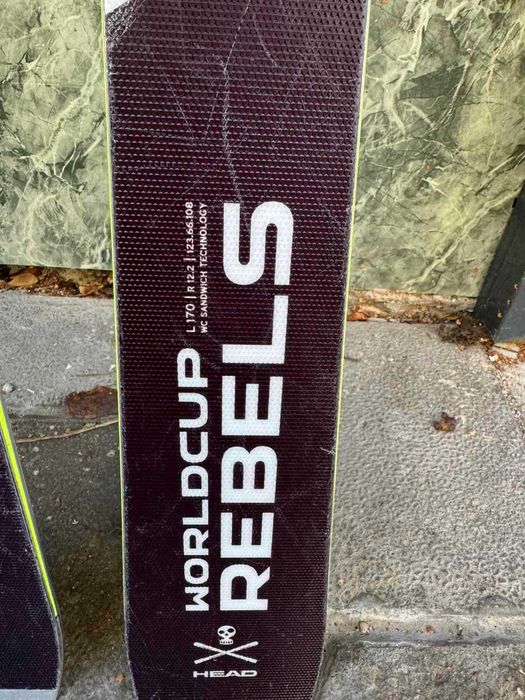 L 170 | R 12.2 | 123.66.108
WC SANDWICH TECHNOLOGY
WORLDCUP
REBELS
HEAD